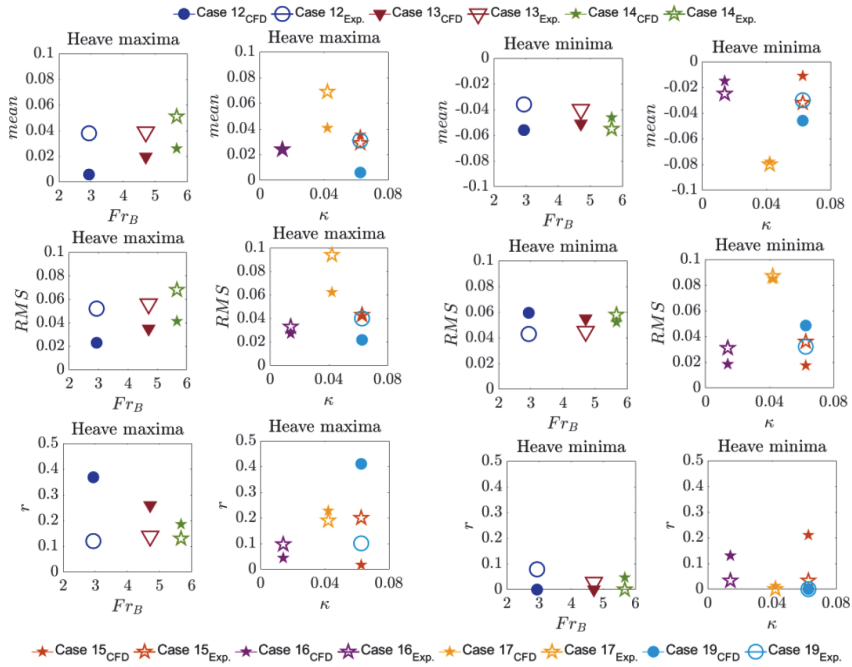 Case 12CFD Case 12Exp. Case 13CFD Case 13Exp. Case 14CFD Case 14Exp.
Heave maxima Heave maxima Heave minima Heave minima
0.1 0.1 0 0
0.08 0.08 -0.02 -0.02
0.06 0.06 -0.04 -0.04
0.04 0.04 -0.06 -0.06
0.02 0.02 -0.08 -0.08
0 0 -0.1 -0.1
mean mean mean mean
2 3 4 5 6 0 0.04 0.08 2 3 4 5 6 0 0.04 0.08
FrB κ FrB κ
Heave maxima Heave maxima Heave minima Heave minima
0.1 0.1 0.1 0.1
0.08 0.08 0.08 0.08
0.06 0.06 0.06 0.06
0.04 0.04 0.04 0.04
0.02 0.02 0.02 0.02
0 0 0 0
RMS RMS RMS RMS
2 3 4 5 6 0 0.04 0.08 2 3 4 5 6 0 0.04 0.08
FrB κ FrB κ
Heave maxima Heave maxima Heave minima Heave minima
0.5 0.5 0.5 0.5
0.4 0.4 0.4 0.4
0.3 0.3 0.3 0.3
0.2 0.2 0.2 0.2
0.1 0.1 0.1 0.1
0 0 0 0
r r r r
2 3 4 5 6 0 0.04 0.08 2 3 4 5 6 0 0.04 0.08
FrB κ FrB κ
Case 15CFD Case 15Exp. Case 16CFD Case 16Exp. Case 17CFD Case 17Exp. Case 19CFD Case 19Exp.